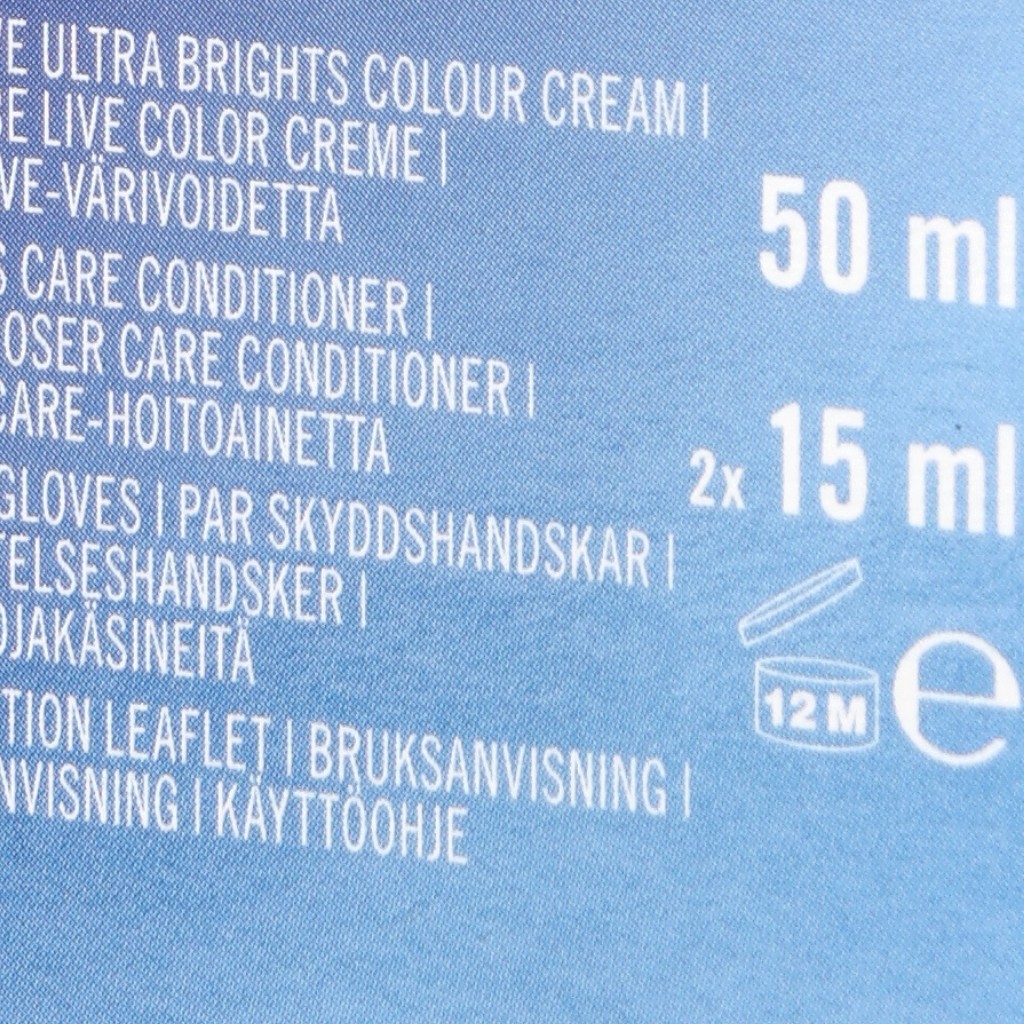 ULTRA BRIGHTS COLOUR CREAM |
LIVE COLOR CREME |
VE-VÄRIVOIDETTA
50 ml
CARE CONDITIONER |
OSER CARE CONDITIONER |
CARE-HOITOAINETTA
2x 15 ml
GLOVES | PAR SKYDDSHANDSKAR |
TELSESHANDSKER |
OJAKÄSINEITÄ
12 M
e
TION LEAFLET | BRUKSANVISNING |
NVISNING | KÄYTTÖOHJE